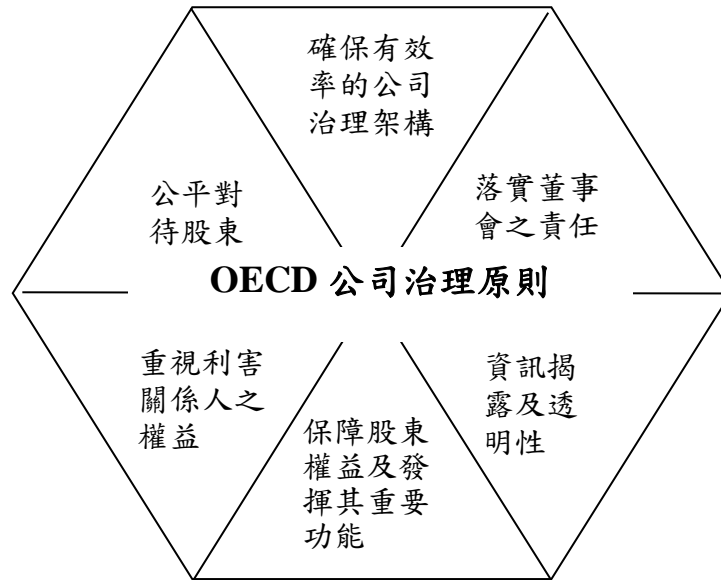 確保有效
率的公司
治理架構
公平對
待股東
落實董事
會之責任
OECD 公司治理原則
重視利害
關係人之
權益
保障股東
權益及發
揮其重要
功能
資訊揭
露及透
明性